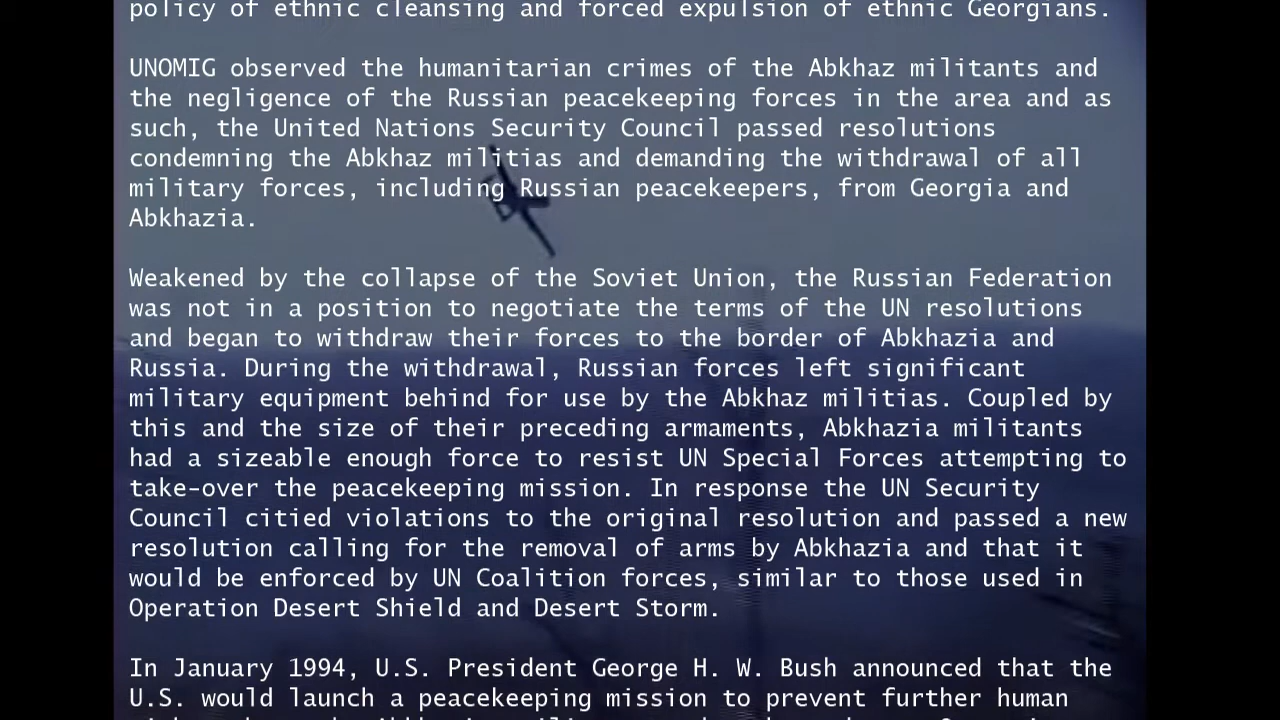 policy of ethnic cleansing and forced expulsion of ethnic Georgians.
UNOMIG observed the humanitarian crimes of the Abkhaz militants and
the negligence of the Russian peacekeeping forces in the area and as
such, the United Nations Security Council passed resolutions
condemning the Abkhaz militias and demanding the withdrawal of all
military forces, including Russian peacekeepers, from Georgia and
Abkhazia.
Weakened by the collapse of the Soviet Union, the Russian Federation
was not in a position to negotiate the terms of the UN resolutions
and began to withdraw their forces to the border of Abkhazia and
Russia. During the withdrawal, Russian forces left significant
military equipment behind for use by the Abkhaz militias. Coupled by
this and the size of their preceding armaments, Abkhazia militants
had a sizeable enough force to resist UN Special Forces attempting to
take-over the peacekeeping mission. In response the UN Security
Council citied violations to the original resolution and passed a new
resolution calling for the removal of arms by Abkhazia and that it
would be enforced by UN Coalition forces, similar to those used in
Operation Desert Shield and Desert Storm.
In January 1994, U.S. President George H. W. Bush announced that the
U.S. would launch a peacekeeping mission to prevent further human